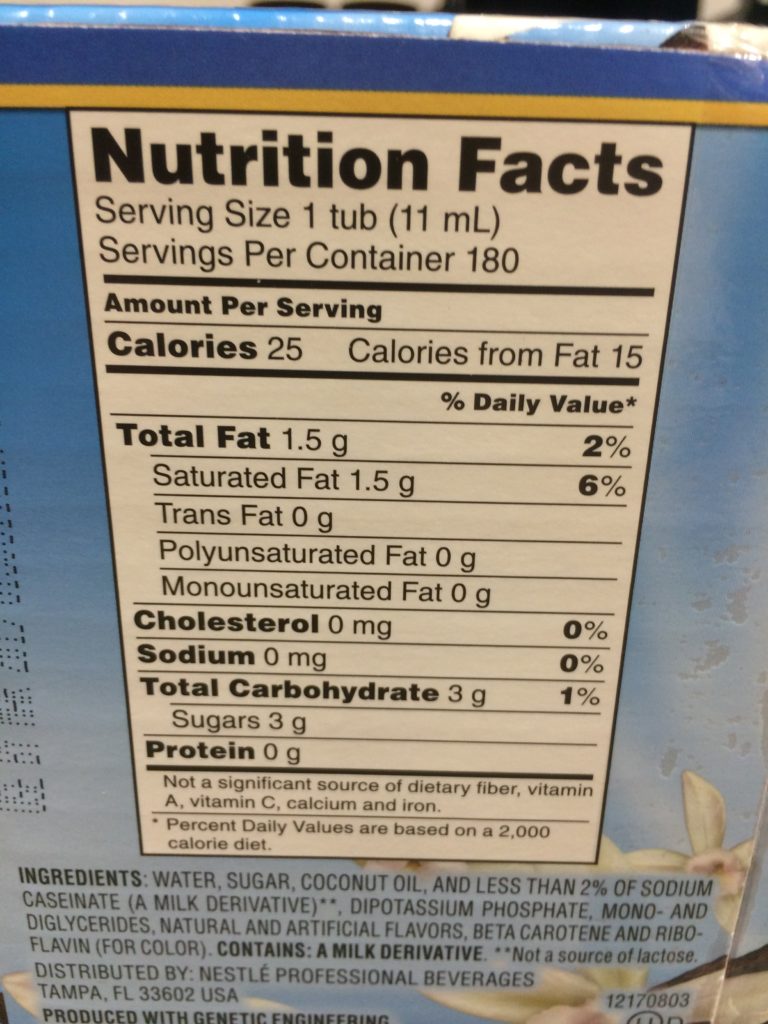 Nutrition Facts
Serving Size 1 tub (11 mL)
Servings Per Container 180
Amount Per Serving
Calories 25 Calories from Fat 15
% Daily Value*
Total Fat 1.5 g 2%
Saturated Fat 1.5 g 6%
Trans Fat 0 g
Polyunsaturated Fat 0 g
Monounsaturated Fat 0 g
Cholesterol 0 mg 0%
Sodium 0 mg 0%
Total Carbohydrate 3 g 1%
Sugars 3 g
Protein 0 g
Not a significant source of dietary fiber, vitamin
A, vitamin C, calcium and iron.
* Percent Daily Values are based on a 2,000
calorie diet.
INGREDIENTS: WATER, SUGAR, COCONUT OIL, AND LESS THAN 2% OF SODIUM
CASEINATE (A MILK DERIVATIVE)**, DIPOTASSIUM PHOSPHATE, MONO- AND
DIGLYCERIDES, NATURAL AND ARTIFICIAL FLAVORS, BETA CAROTENE AND RIBO-
FLAVIN (FOR COLOR). CONTAINS: A MILK DERIVATIVE. **Not a source of lactose.
DISTRIBUTED BY: NESTLÉ PROFESSIONAL BEVERAGES
TAMPA, FL 33602 USA 12170803
PRODUCED WITH GENETIC ENGINEERING